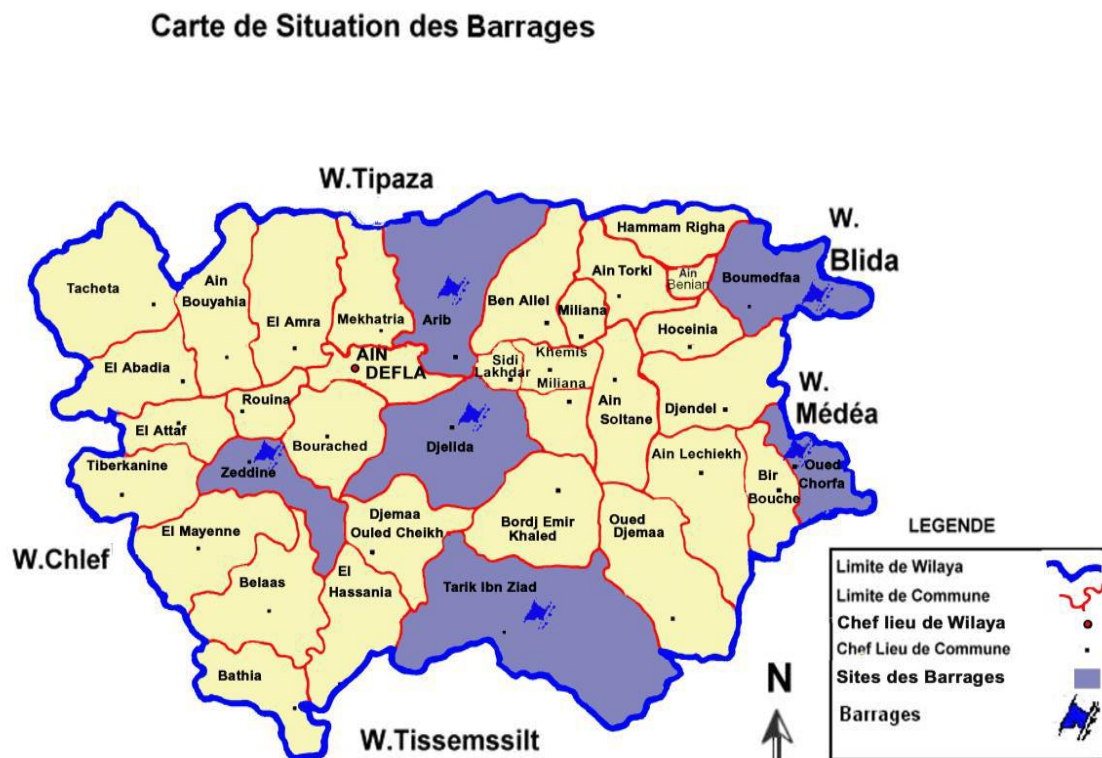 Carte de Situation des Barrages
W.Tipaza
W.
Blida
Hammam Righa
Ain Torki
Ain
Benian
Boumedfaa
Tacheta
Ain
Bouyahia
El Amra
Mekhatria
Arib
Ben Allel
Miliana
Hoceinia
El Abadia
AIN
DEFLA
Sidi
Lakhdar
Khemis
Miliana
W.
Médéa
Rouina
Ain
Soltane
Djendel
El Attaf
Bourached
Djelida
Tiberkanine
Zeddine
Ain Lechiekh
Bir
Bouche
Oued
Chorfa
El Mayenne
Djemaa
Ouled Cheikh
Bordj Emir
Khaled
Oued
Djemaa
W.Chlef
Belaas
El
Hassania
Tarik Ibn Ziad
Bathia
W.Tissemssilt
N
LEGENDE
Limite de Wilaya
Limite de Commune
Chef lieu de Wilaya
Chef Lieu de Commune
Sites des Barrages
Barrages